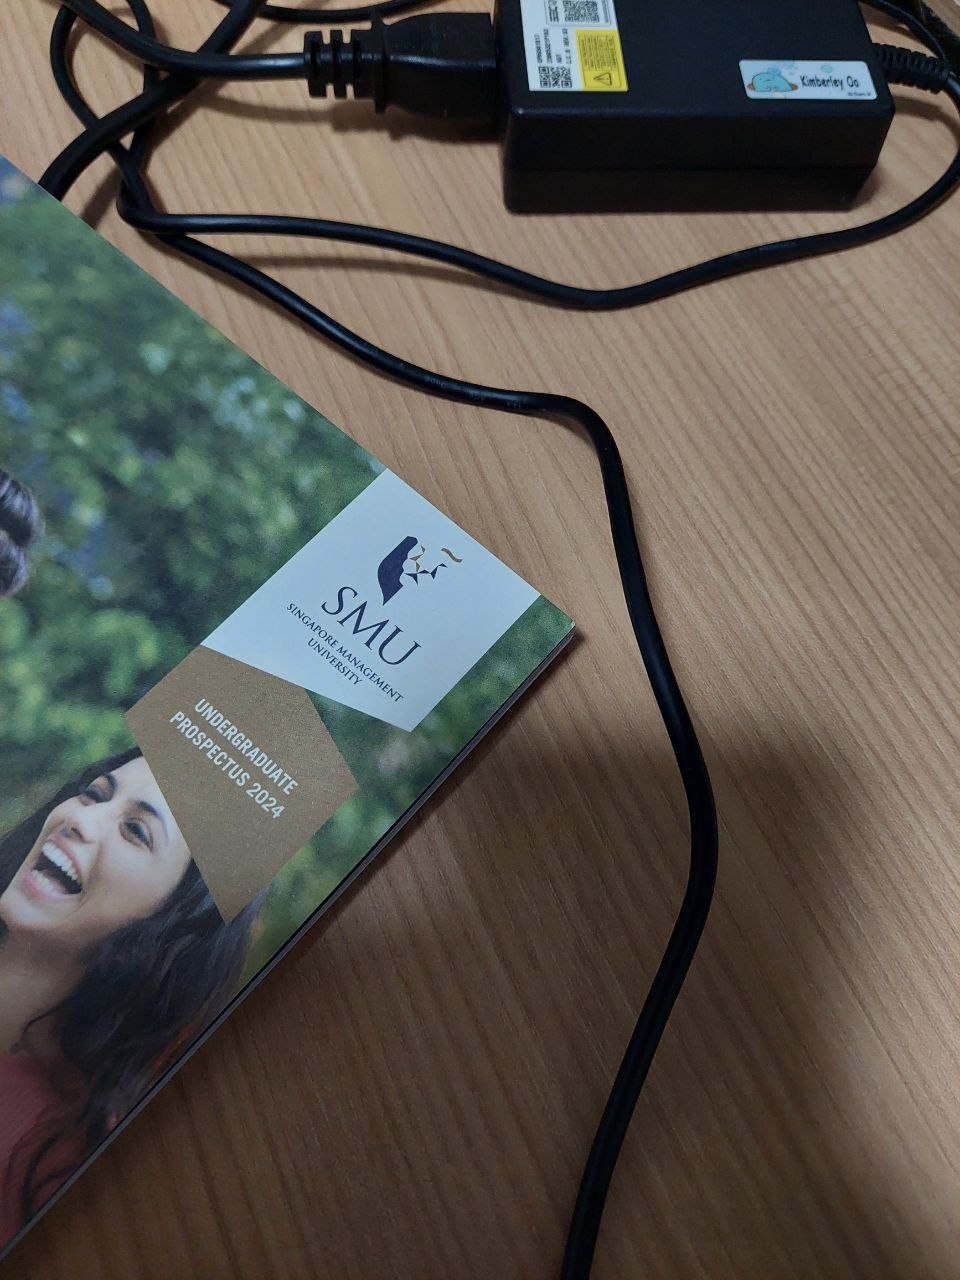 Kimberley Oo
SMU
SINGAPORE MANAGEMENT
UNIVERSITY
UNDERGRADUATE
PROSPECTUS 2024